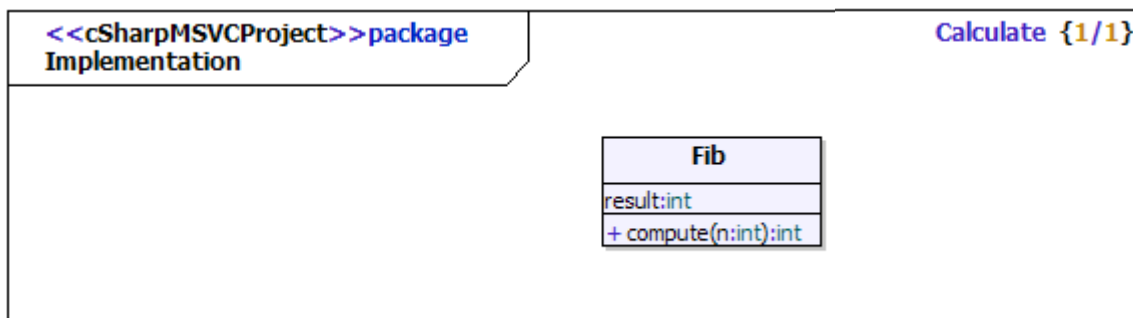 <<cSharpMSVCProject>>package
Implementation
Calculate {1/1}
Fib
result:int
+ compute(n:int):int